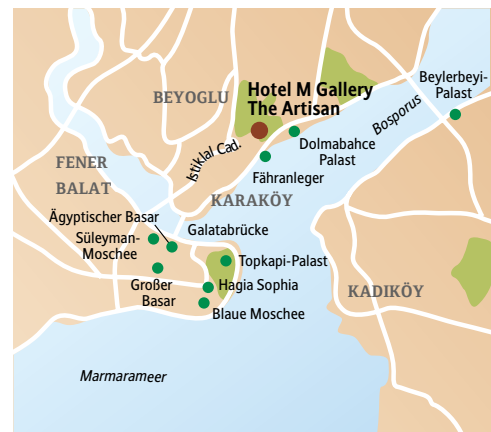 Hotel M Gallery
The Artisan
Beylerbeyi-
Palast
BEYOGLU
Bosporus
Dolmabahce
Palast
Istiklal Cad.
Fähranleger
FENER
BALAT
KARAKÖY
Ägyptischer Basar
Galatabrücke
Süleyman-
Moschee
Topkapi-Palast
Großer
Basar
Hagia Sophia
KADIKÖY
Blaue Moschee
Marmarameer